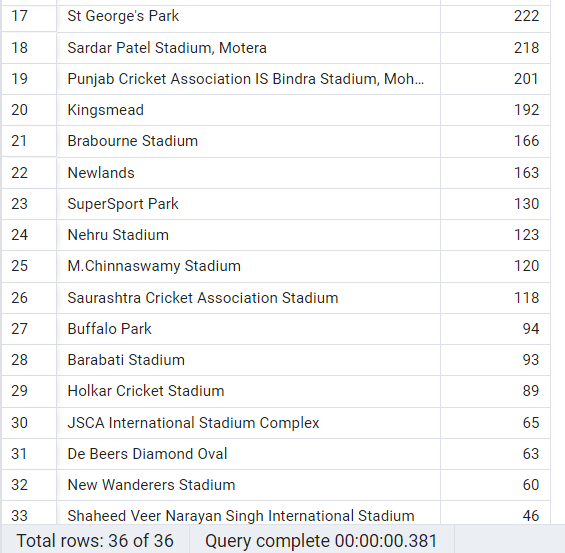 17 St George's Park 222
18 Sardar Patel Stadium, Motera 218
19 Punjab Cricket Association IS Bindra Stadium, Moh... 201
20 Kingsmead 192
21 Brabourne Stadium 166
22 Newlands 163
23 SuperSport Park 130
24 Nehru Stadium 123
25 M.Chinnaswamy Stadium 120
26 Saurashtra Cricket Association Stadium 118
27 Buffalo Park 94
28 Barabati Stadium 93
29 Holkar Cricket Stadium 89
30 JSCA International Stadium Complex 65
31 De Beers Diamond Oval 63
32 New Wanderers Stadium 60
33 Shaheed Veer Narayan Singh International Stadium 46
Total rows: 36 of 36 Query complete 00:00:00.381